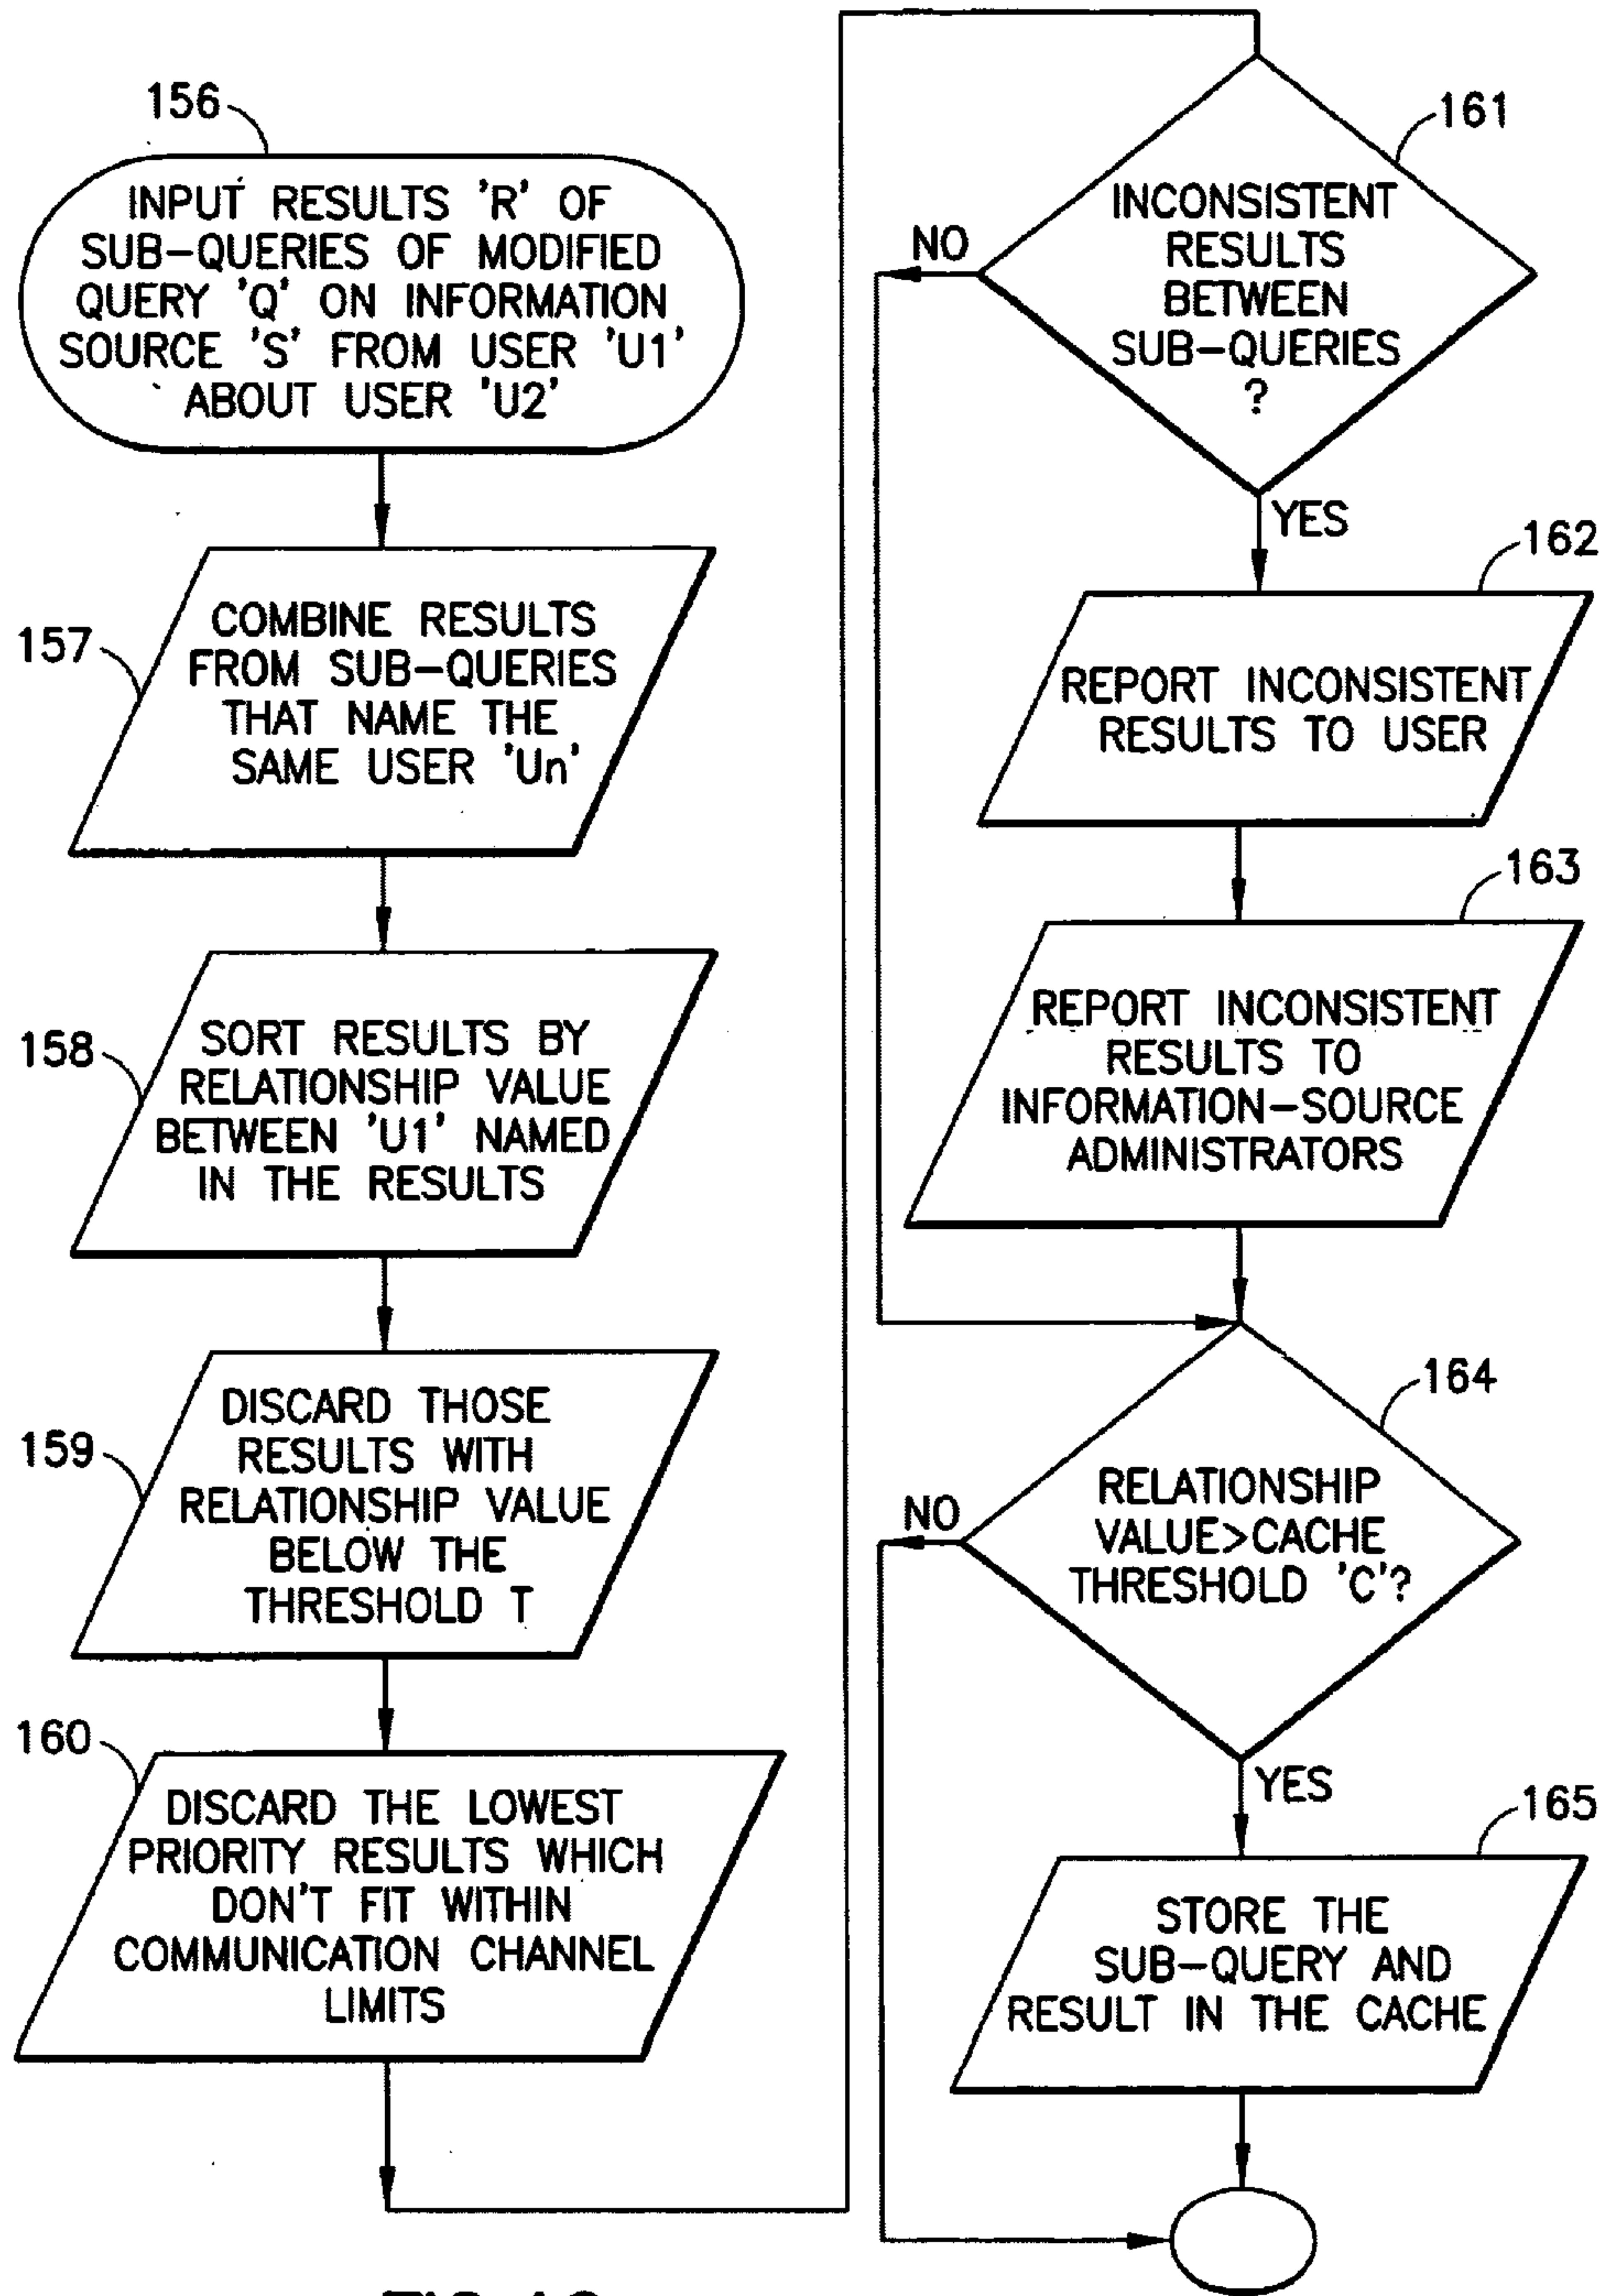 156
INPUT RESULTS 'R' OF
SUB-QUERIES OF MODIFIED
QUERY 'Q' ON INFORMATION
SOURCE 'S' FROM USER 'U1'
ABOUT USER 'U2'
157
COMBINE RESULTS
FROM SUB-QUERIES
THAT NAME THE
SAME USER 'Un'
158
SORT RESULTS BY
RELATIONSHIP VALUE
BETWEEN 'U1' NAMED
IN THE RESULTS
159
DISCARD THOSE
RESULTS WITH
RELATIONSHIP VALUE
BELOW THE
THRESHOLD T
160
DISCARD THE LOWEST
PRIORITY RESULTS WHICH
DON'T FIT WITHIN
COMMUNICATION CHANNEL
LIMITS
161
INCONSISTENT
RESULTS
BETWEEN
SUB-QUERIES
?
NO
YES
162
REPORT INCONSISTENT
RESULTS TO USER
163
REPORT INCONSISTENT
RESULTS TO
INFORMATION-SOURCE
ADMINISTRATORS
164
RELATIONSHIP
VALUE>CACHE
THRESHOLD 'C'?
NO
YES
165
STORE THE
SUB-QUERY AND
RESULT IN THE CACHE